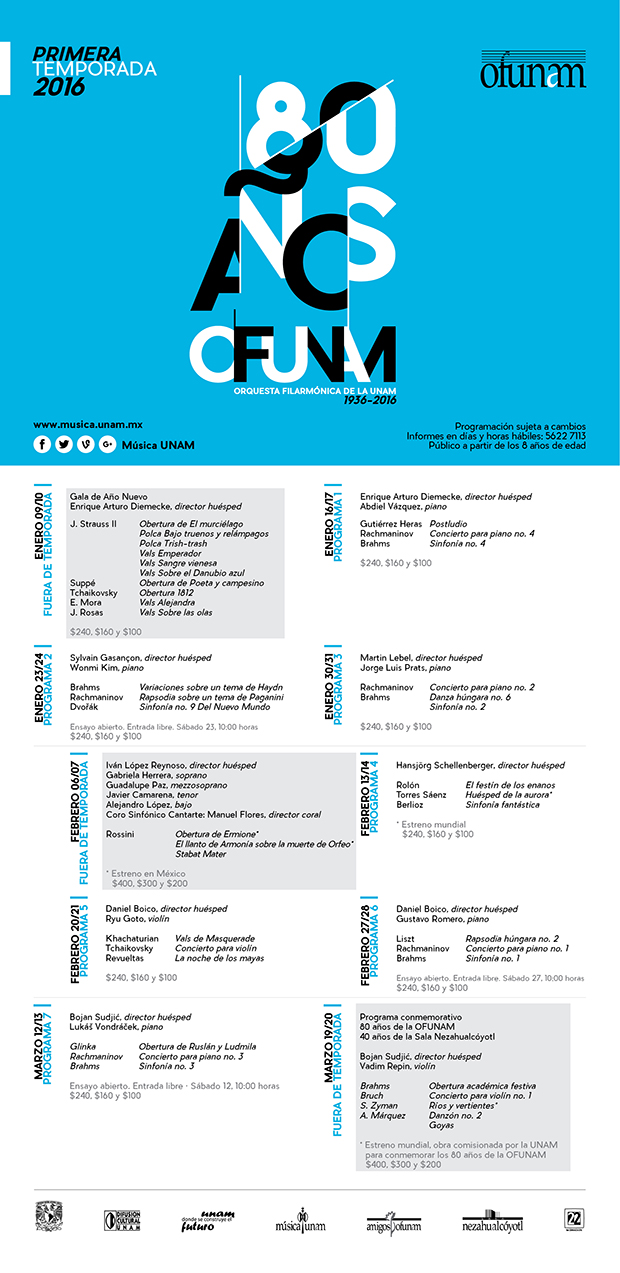 PRIMERA
TEMPORADA
2016
ofunam
80
AÑOS
OFUNAM
ORQUESTA FILARMÓNICA DE LA UNAM
1936-2016
www.musica.unam.mx
Música UNAM
Programación sujeta a cambios
Informes en días y horas hábiles: 5622 7113
Público a partir de los 8 años de edad
ENERO 09/10
FUERA DE TEMPORADA
Gala de Año Nuevo
Enrique Arturo Diemecke, director huésped
J. Strauss II Obertura de El murciélago
Polca Bajo truenos y relámpagos
Polca Trish-trash
Vals Emperador
Vals Sangre vienesa
Vals Sobre el Danubio azul
Suppé Obertura de Poeta y campesino
Tchaikovsky Obertura 1812
E. Mora Vals Alejandra
J. Rosas Vals Sobre las olas
$240, $160 y $100
ENERO 16/17
PROGRAMA 1
Enrique Arturo Diemecke, director huésped
Abdiel Vázquez, piano
Gutiérrez Heras Postludio
Rachmaninov Concierto para piano no. 4
Brahms Sinfonía no. 4
$240, $160 y $100
ENERO 23/24
PROGRAMA 2
Sylvain Gasançon, director huésped
Wonmi Kim, piano
Brahms Variaciones sobre un tema de Haydn
Rachmaninov Rapsodia sobre un tema de Paganini
Dvořák Sinfonía no. 9 Del Nuevo Mundo
Ensayo abierto. Entrada libre. Sábado 23, 10:00 horas
$240, $160 y $100
ENERO 30/31
PROGRAMA 3
Martin Lebel, director huésped
Jorge Luis Prats, piano
Rachmaninov Concierto para piano no. 2
Brahms Danza húngara no. 6
Sinfonía no. 2
$240, $160 y $100
FEBRERO 06/07
FUERA DE TEMPORADA
Iván López Reynoso, director huésped
Gabriela Herrera, soprano
Guadalupe Paz, mezzosoprano
Javier Camarena, tenor
Alejandro López, bajo
Coro Sinfónico Cantarte: Manuel Flores, director coral
Rossini Obertura de Ermione*
El llanto de Armonía sobre la muerte de Orfeo*
Stabat Mater
* Estreno en México
$400, $300 y $200
FEBRERO 13/14
PROGRAMA 4
Hansjörg Schellenberger, director huésped
Rolón El festín de los enanos
Torres Sáenz Huésped de la aurora*
Berlioz Sinfonía fantástica
* Estreno mundial
$240, $160 y $100
FEBRERO 20/21
PROGRAMA 5
Daniel Boico, director huésped
Ryu Goto, violín
Khachaturian Vals de Masquerade
Tchaikovsky Concierto para violín
Revueltas La noche de los mayas
$240, $160 y $100
FEBRERO 27/28
PROGRAMA 6
Daniel Boico, director huésped
Gustavo Romero, piano
Liszt Rapsodia húngara no. 2
Rachmaninov Concierto para piano no. 1
Brahms Sinfonía no. 1
Ensayo abierto. Entrada libre. Sábado 27, 10:00 horas
$240, $160 y $100
MARZO 12/13
PROGRAMA 7
Bojan Sudjić, director huésped
Lukáš Vondráček, piano
Glinka Obertura de Ruslán y Ludmila
Rachmaninov Concierto para piano no. 3
Brahms Sinfonía no. 3
Ensayo abierto. Entrada libre · Sábado 12, 10:00 horas
$240, $160 y $100
MARZO 19/20
FUERA DE TEMPORADA
Programa conmemorativo
80 años de la OFUNAM
40 años de la Sala Nezahualcóyotl
Bojan Sudjić, director huésped
Vadim Repin, violín
Brahms Obertura académica festiva
Bruch Concierto para violín no. 1
S. Zyman Ríos y vertientes*
A. Márquez Danzón no. 2
Goyas
* Estreno mundial, obra comisionada por la UNAM
para conmemorar los 80 años de la OFUNAM
$400, $300 y $200
DIFUSION
CULTURAL
UNAM
unam
donde se construye el
futuro
música unam
amigos ofunam
nezahualcóyotl
22